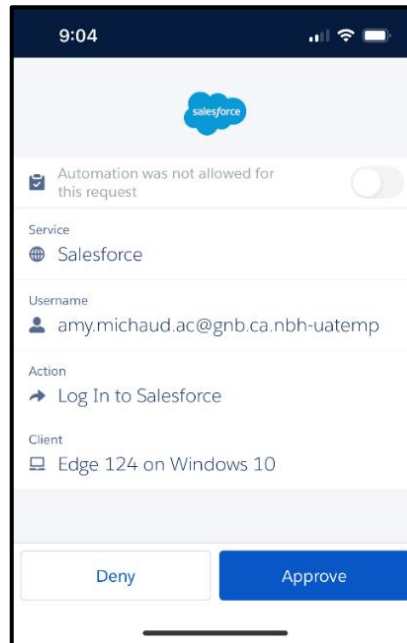 9:04
salesforce
Automation was not allowed for
this request
Service
Salesforce
Username
amy.michaud.ac@gnb.ca.nbh-uatemp
Action
Log In to Salesforce
Client
Edge 124 on Windows 10
Deny Approve